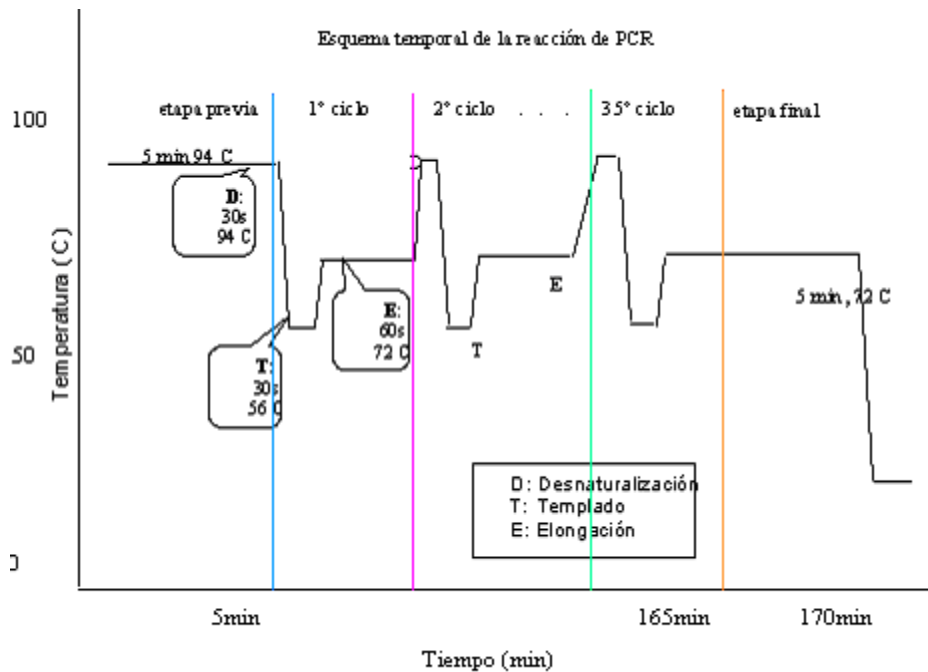 Esquema temporal de la reacción de PCR
etapa previa
1° ciclo
2° ciclo . . .
35° ciclo
etapa final
100
50
0
Temperatura ( C)
5 min 94 C
D:
30s
94 C
T:
30s
56 C
E:
60s
72 C
D
T
E
5 min , 72 C
D: Desnaturalización
T: Templado
E: Elongación
5min
165min
170min
Tiempo (min)